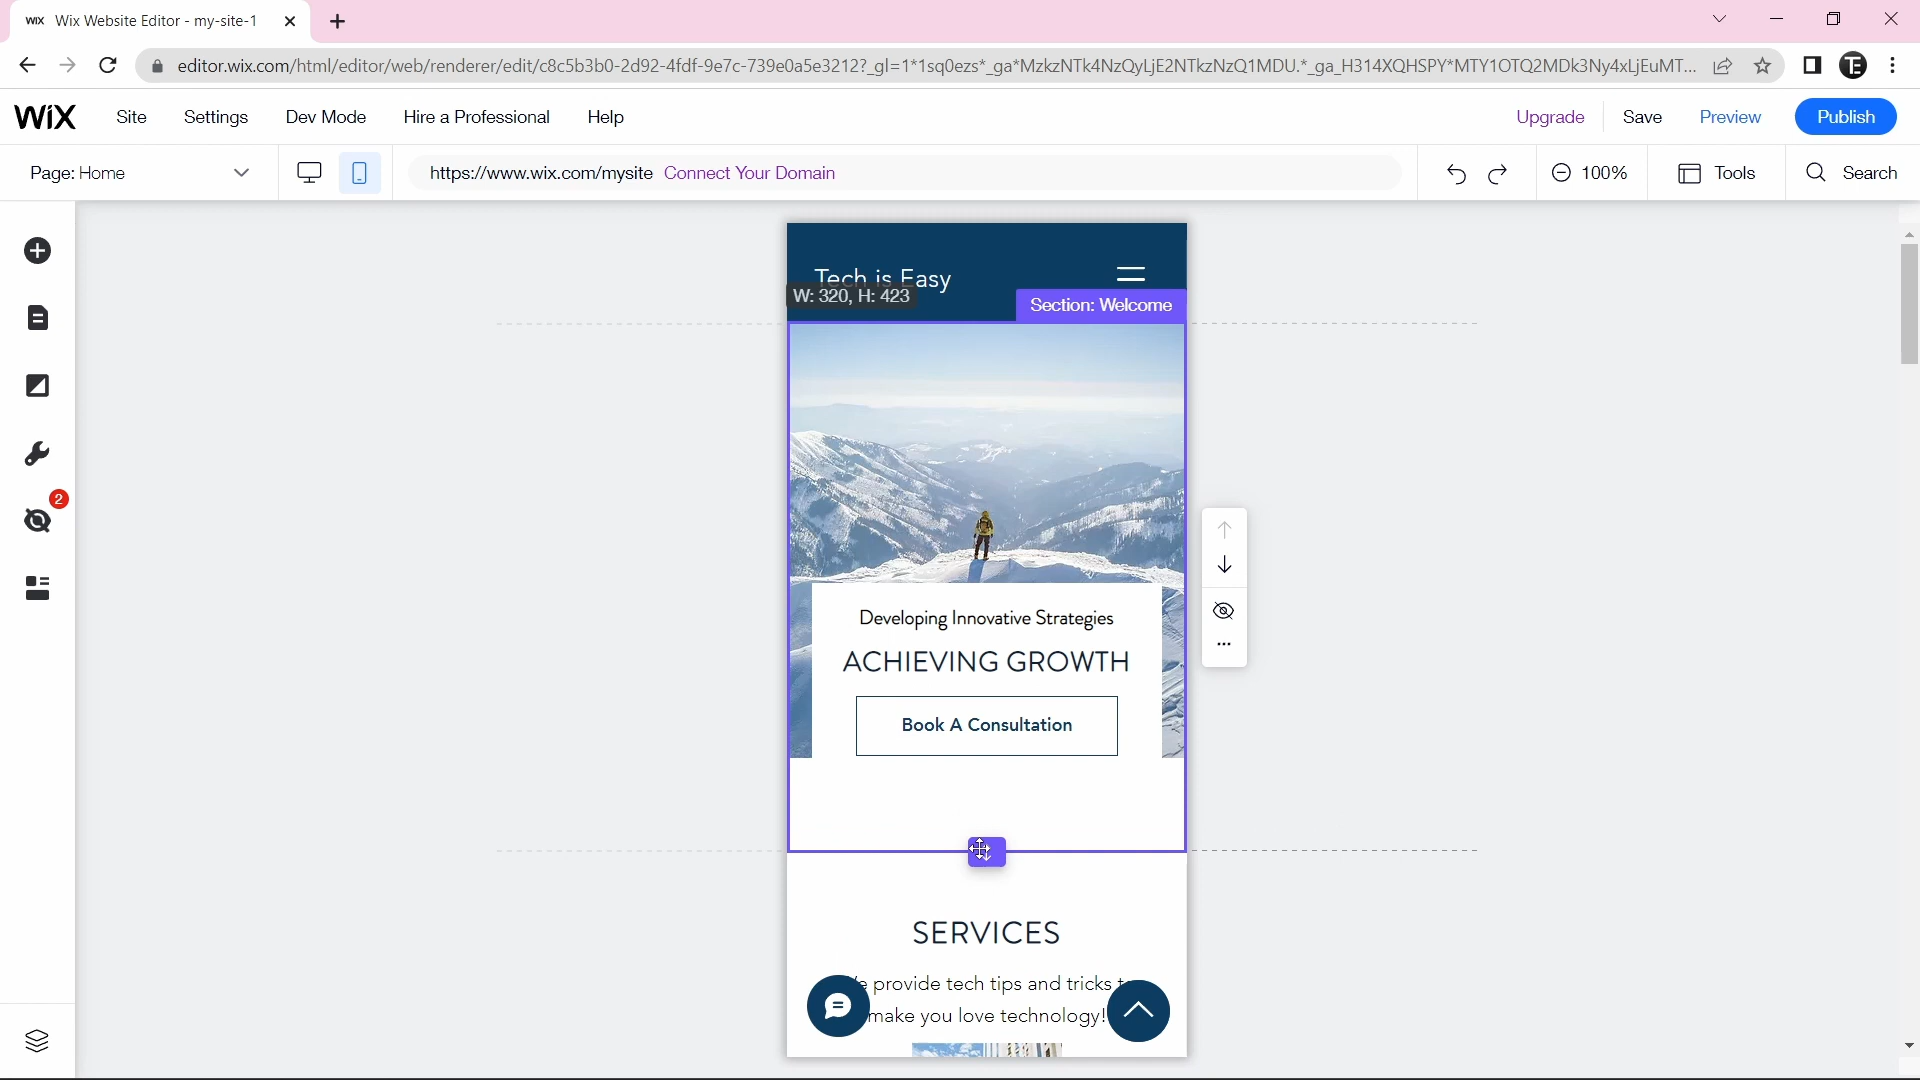 WIX Wix Website Editor - my-site-1
editor.wix.com/html/editor/web/renderer/edit/c8c5b3b0-2d92-4fdf-9e7c-739e0a5e3212?_gl=1*1sq0ezs*_ga*MzkzNTk4NzQyLjE2NTkzNzQ1MDU.*_ga_H314XQHSPY*MTY1OTQ2MDk3Ny4xLjEuMT...
TE
WIX Site Settings Dev Mode Hire a Professional Help Upgrade Save Preview Publish
Page: Home https://www.wix.com/mysite Connect Your Domain 100% Tools Search
Tech is Easy
W: 320, H: 423
Section: Welcome
2
Developing Innovative Strategies
ACHIEVING GROWTH
Book A Consultation
SERVICES
provide tech tips and tricks
make you love technology!